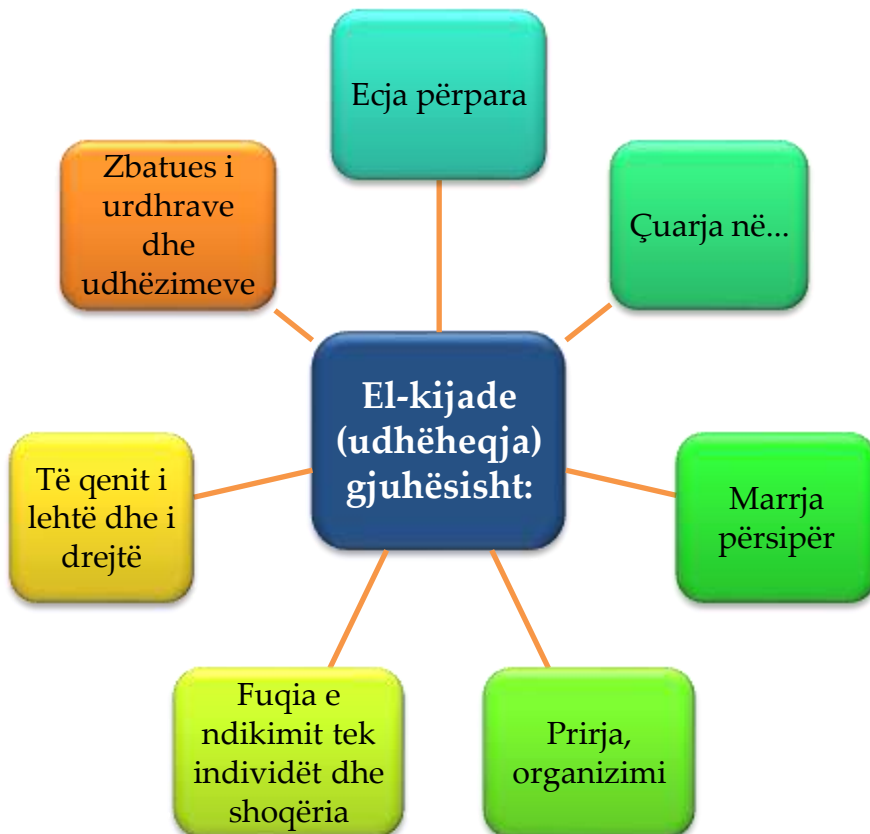 Ecja përpara
Zbatues i
urdhrave
dhe
udhëzimeve
Çuarja në...
El-kijade
(udhëheqja)
gjuhësisht:
Të qenit i
lehtë dhe i
drejtë
Marrja
përsipër
Fuqia e
ndikimit tek
individët dhe
shoqëria
Prirja,
organizimi